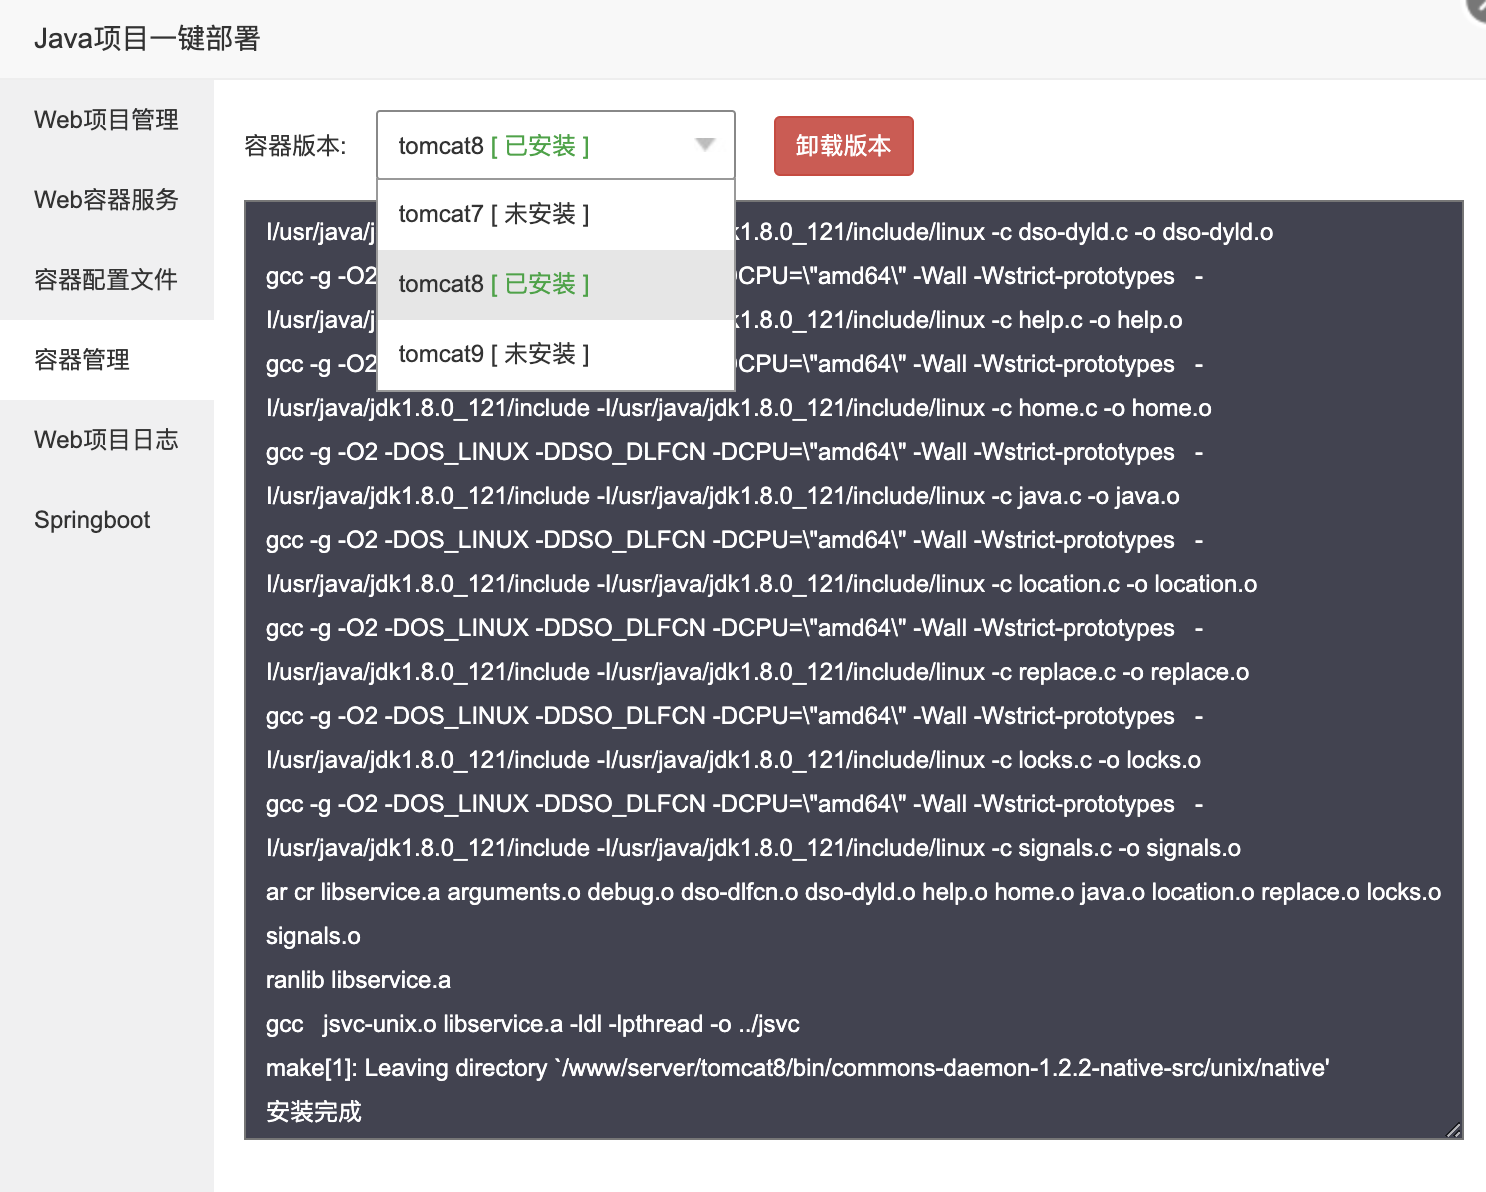 Java项目一键部署
Web项目管理
Web容器服务
容器配置文件
容器管理
Web项目日志
Springboot
容器版本: tomcat8 [ 已安装 ] 卸载版本
tomcat7 [ 未安装 ]
tomcat8 [ 已安装 ]
tomcat9 [ 未安装 ]
I/usr/java/j k1.8.0_121/include/linux -c dso-dyld.c -o dso-dyld.o
gcc -g -O2 CPU=\"amd64\" -Wall -Wstrict-prototypes -
I/usr/java/j k1.8.0_121/include/linux -c help.c -o help.o
gcc -g -O2 CPU=\"amd64\" -Wall -Wstrict-prototypes -
I/usr/java/jdk1.8.0_121/include -I/usr/java/jdk1.8.0_121/include/linux -c home.c -o home.o
gcc -g -O2 -DOS_LINUX -DDSO_DLFCN -DCPU=\"amd64\" -Wall -Wstrict-prototypes -
I/usr/java/jdk1.8.0_121/include -I/usr/java/jdk1.8.0_121/include/linux -c java.c -o java.o
gcc -g -O2 -DOS_LINUX -DDSO_DLFCN -DCPU=\"amd64\" -Wall -Wstrict-prototypes -
I/usr/java/jdk1.8.0_121/include -I/usr/java/jdk1.8.0_121/include/linux -c location.c -o location.o
gcc -g -O2 -DOS_LINUX -DDSO_DLFCN -DCPU=\"amd64\" -Wall -Wstrict-prototypes -
I/usr/java/jdk1.8.0_121/include -I/usr/java/jdk1.8.0_121/include/linux -c replace.c -o replace.o
gcc -g -O2 -DOS_LINUX -DDSO_DLFCN -DCPU=\"amd64\" -Wall -Wstrict-prototypes -
I/usr/java/jdk1.8.0_121/include -I/usr/java/jdk1.8.0_121/include/linux -c locks.c -o locks.o
gcc -g -O2 -DOS_LINUX -DDSO_DLFCN -DCPU=\"amd64\" -Wall -Wstrict-prototypes -
I/usr/java/jdk1.8.0_121/include -I/usr/java/jdk1.8.0_121/include/linux -c signals.c -o signals.o
ar cr libservice.a arguments.o debug.o dso-dlfcn.o dso-dyld.o help.o home.o java.o location.o replace.o locks.o
signals.o
ranlib libservice.a
gcc jsvc-unix.o libservice.a -ldl -lpthread -o ../jsvc
make[1]: Leaving directory `/www/server/tomcat8/bin/commons-daemon-1.2.2-native-src/unix/native'
安装完成